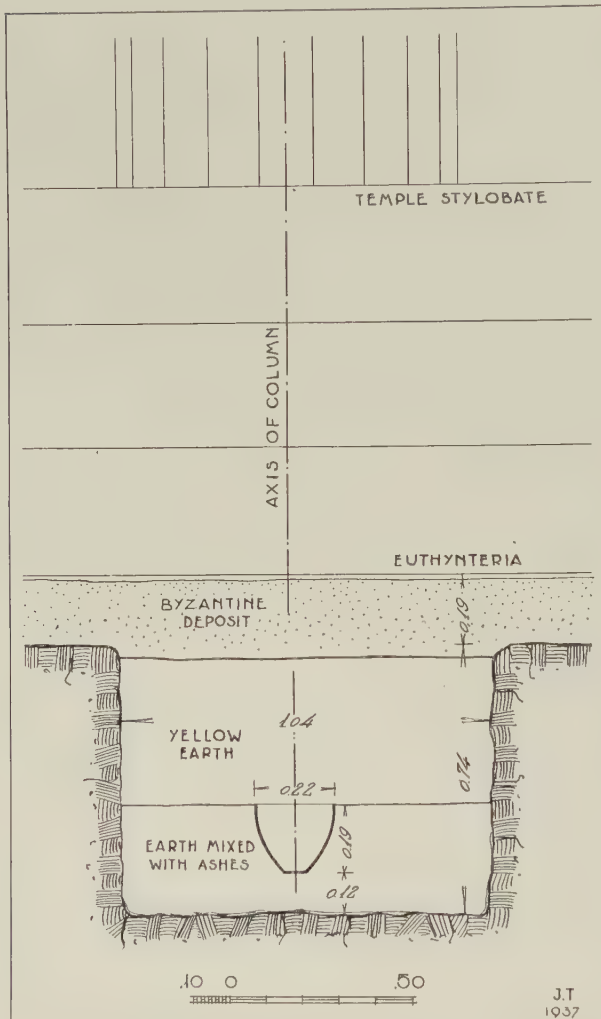 TEMPLE STYLOBATE
AXIS OF COLUMN
EUTHYNTERIA
BYZANTINE
DEPOSIT
0.19
YELLOW
EARTH
1.04
0.74
0.22
EARTH MIXED
WITH ASHES
0.19
0.12
.10 0 .50
J.T
1937